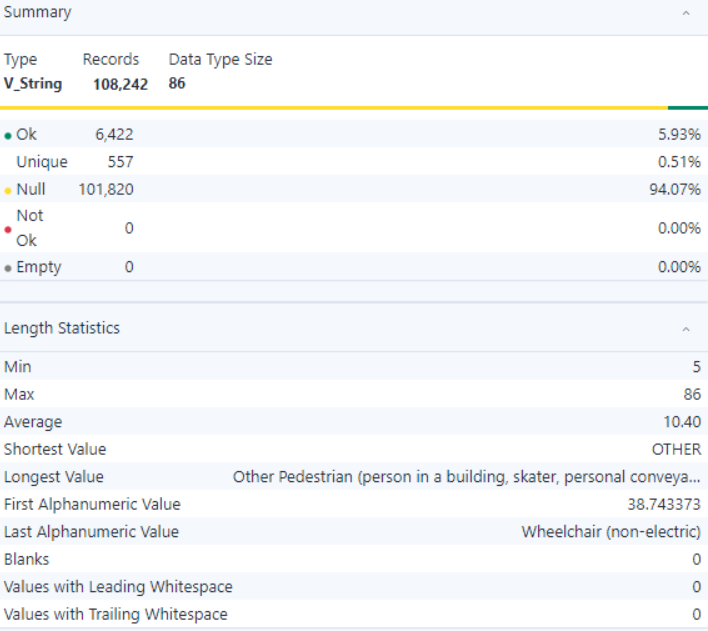 Summary
Type Records Data Type Size
V_String 108,242 86
Ok 6,422 5.93%
Unique 557 0.51%
Null 101,820 94.07%
Not
Ok 0 0.00%
Empty 0 0.00%
Length Statistics
Min 5
Max 86
Average 10.40
Shortest Value OTHER
Longest Value Other Pedestrian (person in a building, skater, personal conveya...
First Alphanumeric Value 38.743373
Last Alphanumeric Value Wheelchair (non-electric)
Blanks 0
Values with Leading Whitespace 0
Values with Trailing Whitespace 0